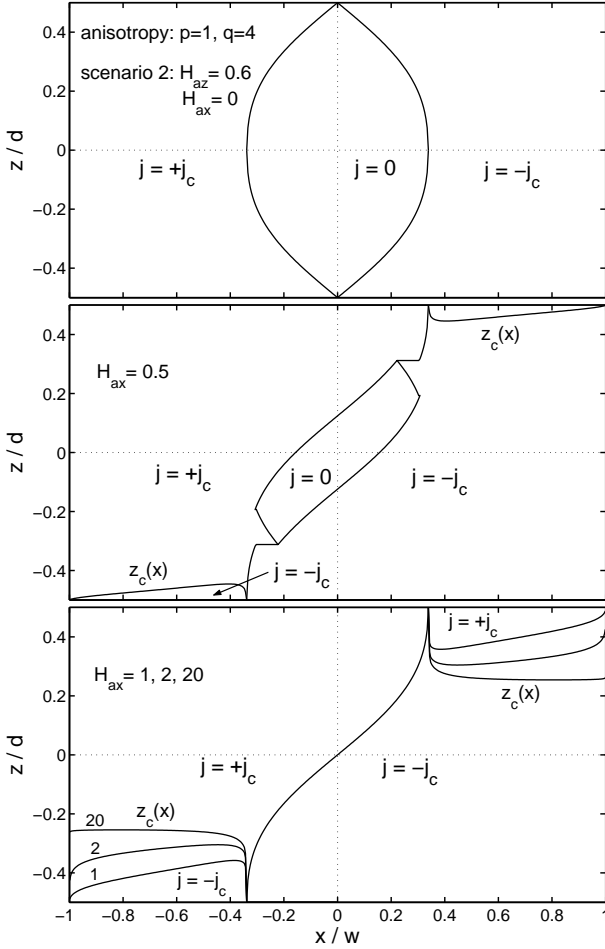 anisotropy: p=1, q=4
scenario 2: H_az = 0.6
H_ax = 0
j = +j_c
j = 0
j = −j_c
z / d
0.4
0.2
0
−0.2
−0.4
H_ax = 0.5
z_c(x)
j = +j_c
j = 0
j = −j_c
z_c(x)
j = −j_c
z / d
0.4
0.2
0
−0.2
−0.4
j = +j_c
H_ax = 1, 2, 20
z_c(x)
j = +j_c
j = −j_c
20
z_c(x)
2
1
j = −j_c
z / d
0.4
0.2
0
−0.2
−0.4
−1
−0.8
−0.6
−0.4
−0.2
0
0.2
0.4
0.6
0.8
1
x / w